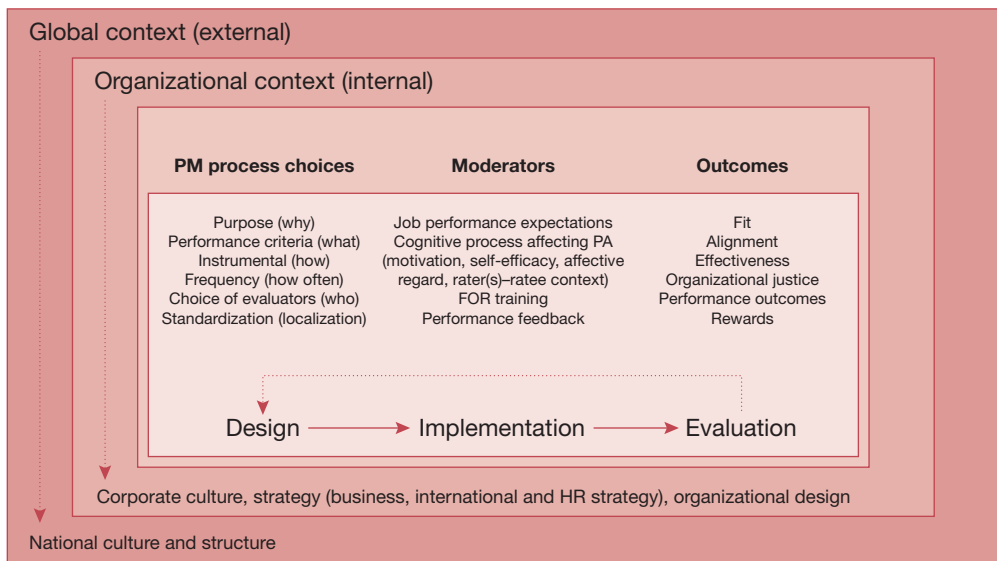 Global context (external)
Organizational context (internal)
PM process choices
Moderators
Outcomes
Purpose (why)
Performance criteria (what)
Instrumental (how)
Frequency (how often)
Choice of evaluators (who)
Standardization (localization)
Job performance expectations
Cognitive process affecting PA
(motivation, self-efficacy, affective
regard, rater(s)–ratee context)
FOR training
Performance feedback
Fit
Alignment
Effectiveness
Organizational justice
Performance outcomes
Rewards
Design
Implementation
Evaluation
Corporate culture, strategy (business, international and HR strategy), organizational design
National culture and structure